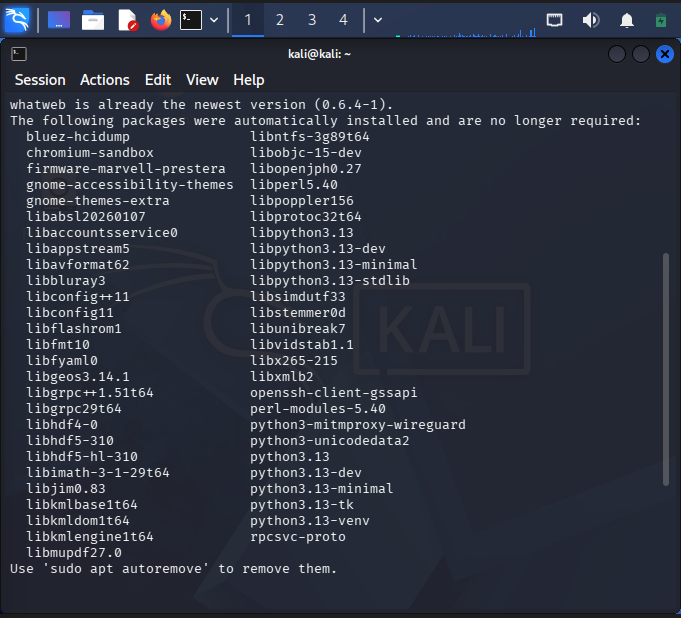 1 2 3 4
kali@kali: ~
Session Actions Edit View Help
whatweb is already the newest version (0.6.4-1).
The following packages were automatically installed and are no longer required:
bluez-hcidump libntfs-3g89t64
chromium-sandbox libobjc-15-dev
firmware-marvell-prestera libopenjph0.27
gnome-accessibility-themes libperl5.40
gnome-themes-extra libpoppler156
libabsl20260107 libprotoc32t64
libaccountsservice0 libpython3.13
libappstream5 libpython3.13-dev
libavformat62 libpython3.13-minimal
libbluray3 libpython3.13-stdlib
libconfig++11 libsimdutf33
libconfig11 libstemmer0d
libflashrom1 libunibreak7
libfmt10 libvidstab1.1
libfyaml0 libx265-215
libgeos3.14.1 libxmlb2
libgrpc++1.51t64 openssh-client-gssapi
libgrpc29t64 perl-modules-5.40
libhdf4-0 python3-mitmproxy-wireguard
libhdf5-310 python3-unicodedata2
libhdf5-hl-310 python3.13
libimath-3-1-29t64 python3.13-dev
libjim0.83 python3.13-minimal
libkmlbase1t64 python3.13-tk
libkmldom1t64 python3.13-venv
libkmlengine1t64 rpcsvc-proto
libmupdf27.0
Use 'sudo apt autoremove' to remove them.
KALI